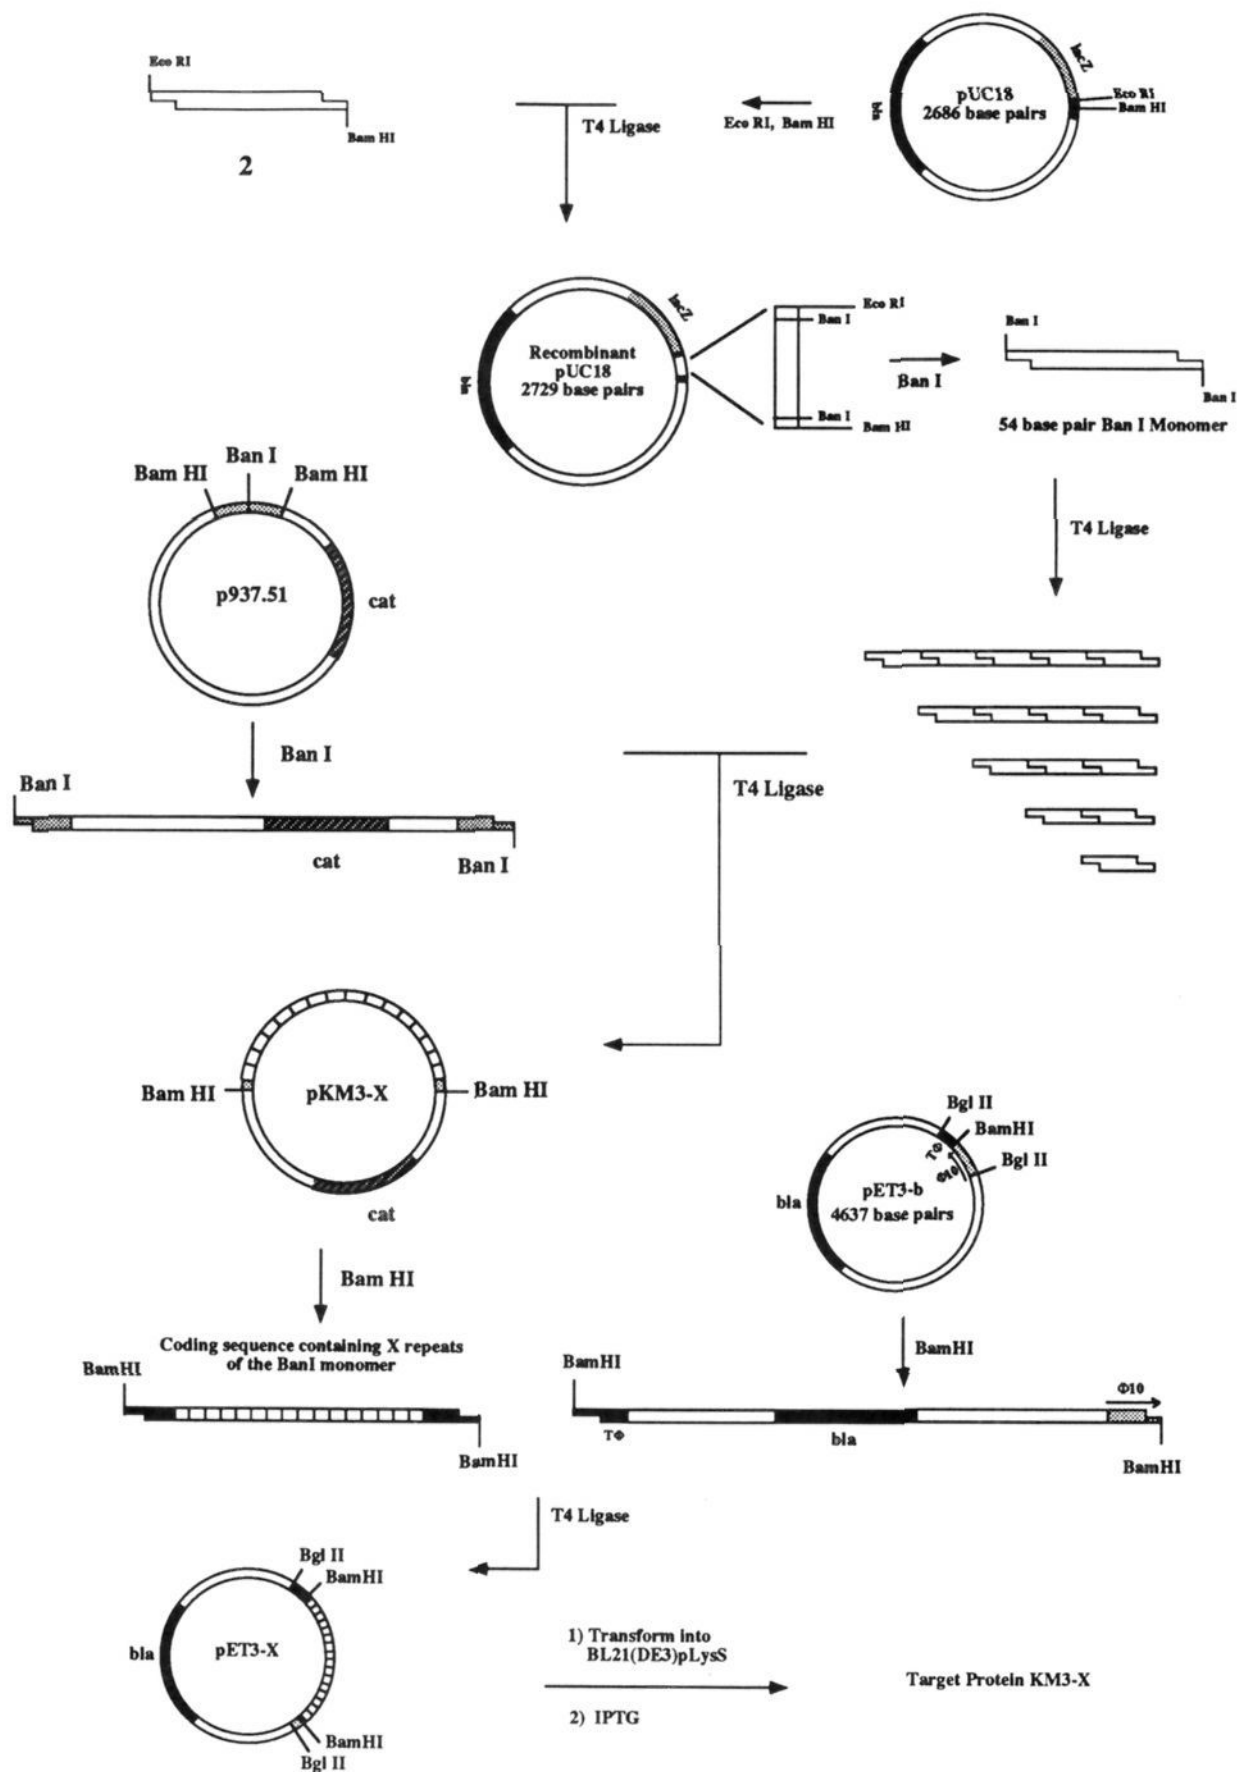 Eco RI
Bam HI
2
T4 Ligase
Eco RI, Bam HI
pUC18
2686 base pairs
bla
lacZ
Eco RI
Bam HI
Recombinant
pUC18
2729 base pairs
bla
lacZ
Eco RI
Ban I
Ban I
Bam HI
Ban I
Ban I
Ban I
54 base pair Ban I Monomer
T4 Ligase
Bam HI
Ban I
Bam HI
p937.51
cat
Ban I
Ban I
cat
Ban I
T4 Ligase
Bam HI
pKM3-X
Bam HI
cat
Bam HI
Bgl II
BamHI
Bgl II
TΦ
Φ10
bla
pET3-b
4637 base pairs
BamHI
Coding sequence containing X repeats
of the BanI monomer
BamHI
BamHI
BamHI
Φ10
TΦ
bla
BamHI
T4 Ligase
Bgl II
BamHI
bla
pET3-X
BamHI
Bgl II
1) Transform into
BL21(DE3)pLysS
2) IPTG
Target Protein KM3-X